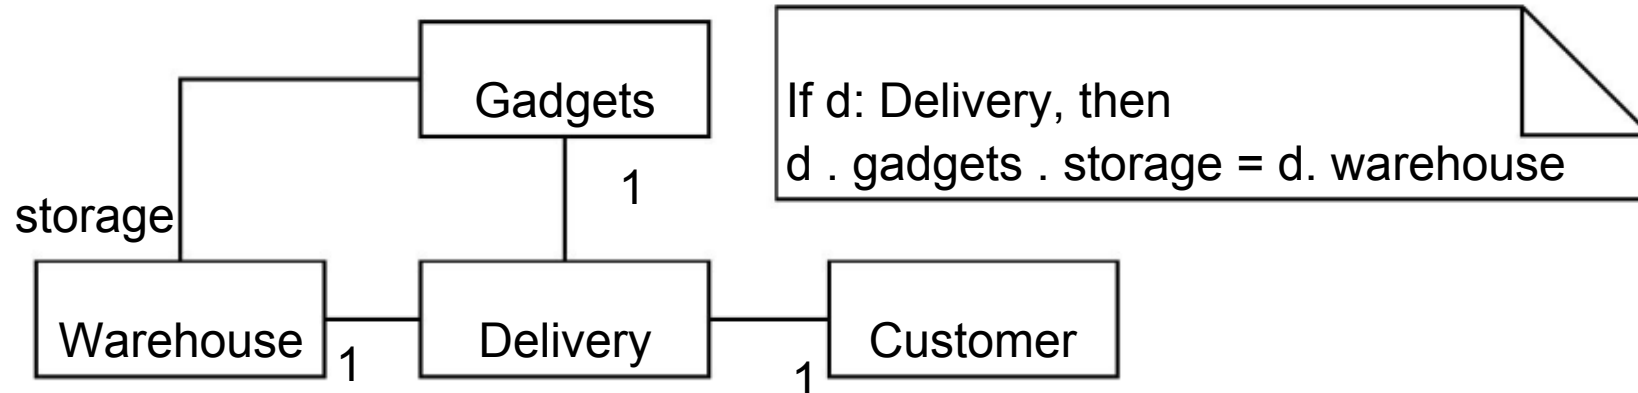 Gadgets
If d: Delivery, then
d . gadgets . storage = d. warehouse
1
storage
Warehouse
1
Delivery
1
Customer